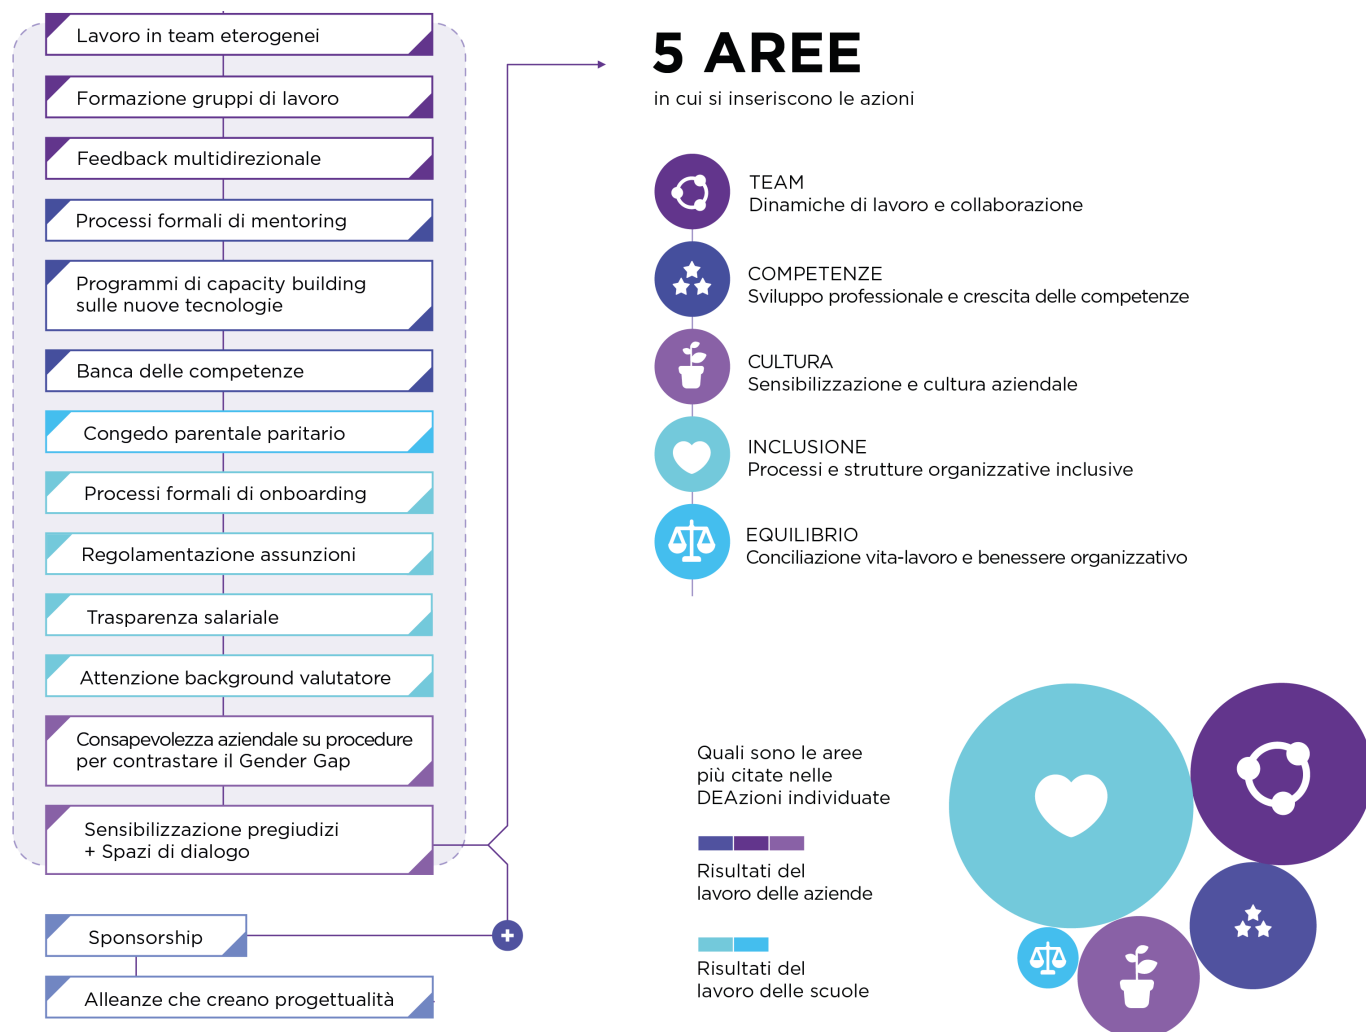 Lavoro in team eterogenei
Formazione gruppi di lavoro
Feedback multidirezionale
Processi formali di mentoring
Programmi di capacity building
sulle nuove tecnologie
Banca delle competenze
Congedo parentale paritario
Processi formali di onboarding
Regolamentazione assunzioni
Trasparenza salariale
Attenzione background valutatore
Consapevolezza aziendale su procedure
per contrastare il Gender Gap
Sensibilizzazione pregiudizi
+ Spazi di dialogo
Sponsorship
Alleanze che creano progettualità
5 AREE
in cui si inseriscono le azioni
TEAM
Dinamiche di lavoro e collaborazione
COMPETENZE
Sviluppo professionale e crescita delle competenze
CULTURA
Sensibilizzazione e cultura aziendale
INCLUSIONE
Processi e strutture organizzative inclusive
EQUILIBRIO
Conciliazione vita-lavoro e benessere organizzativo
Quali sono le aree
più citate nelle
DEAzioni individuate
Risultati del
lavoro delle aziende
Risultati del
lavoro delle scuole